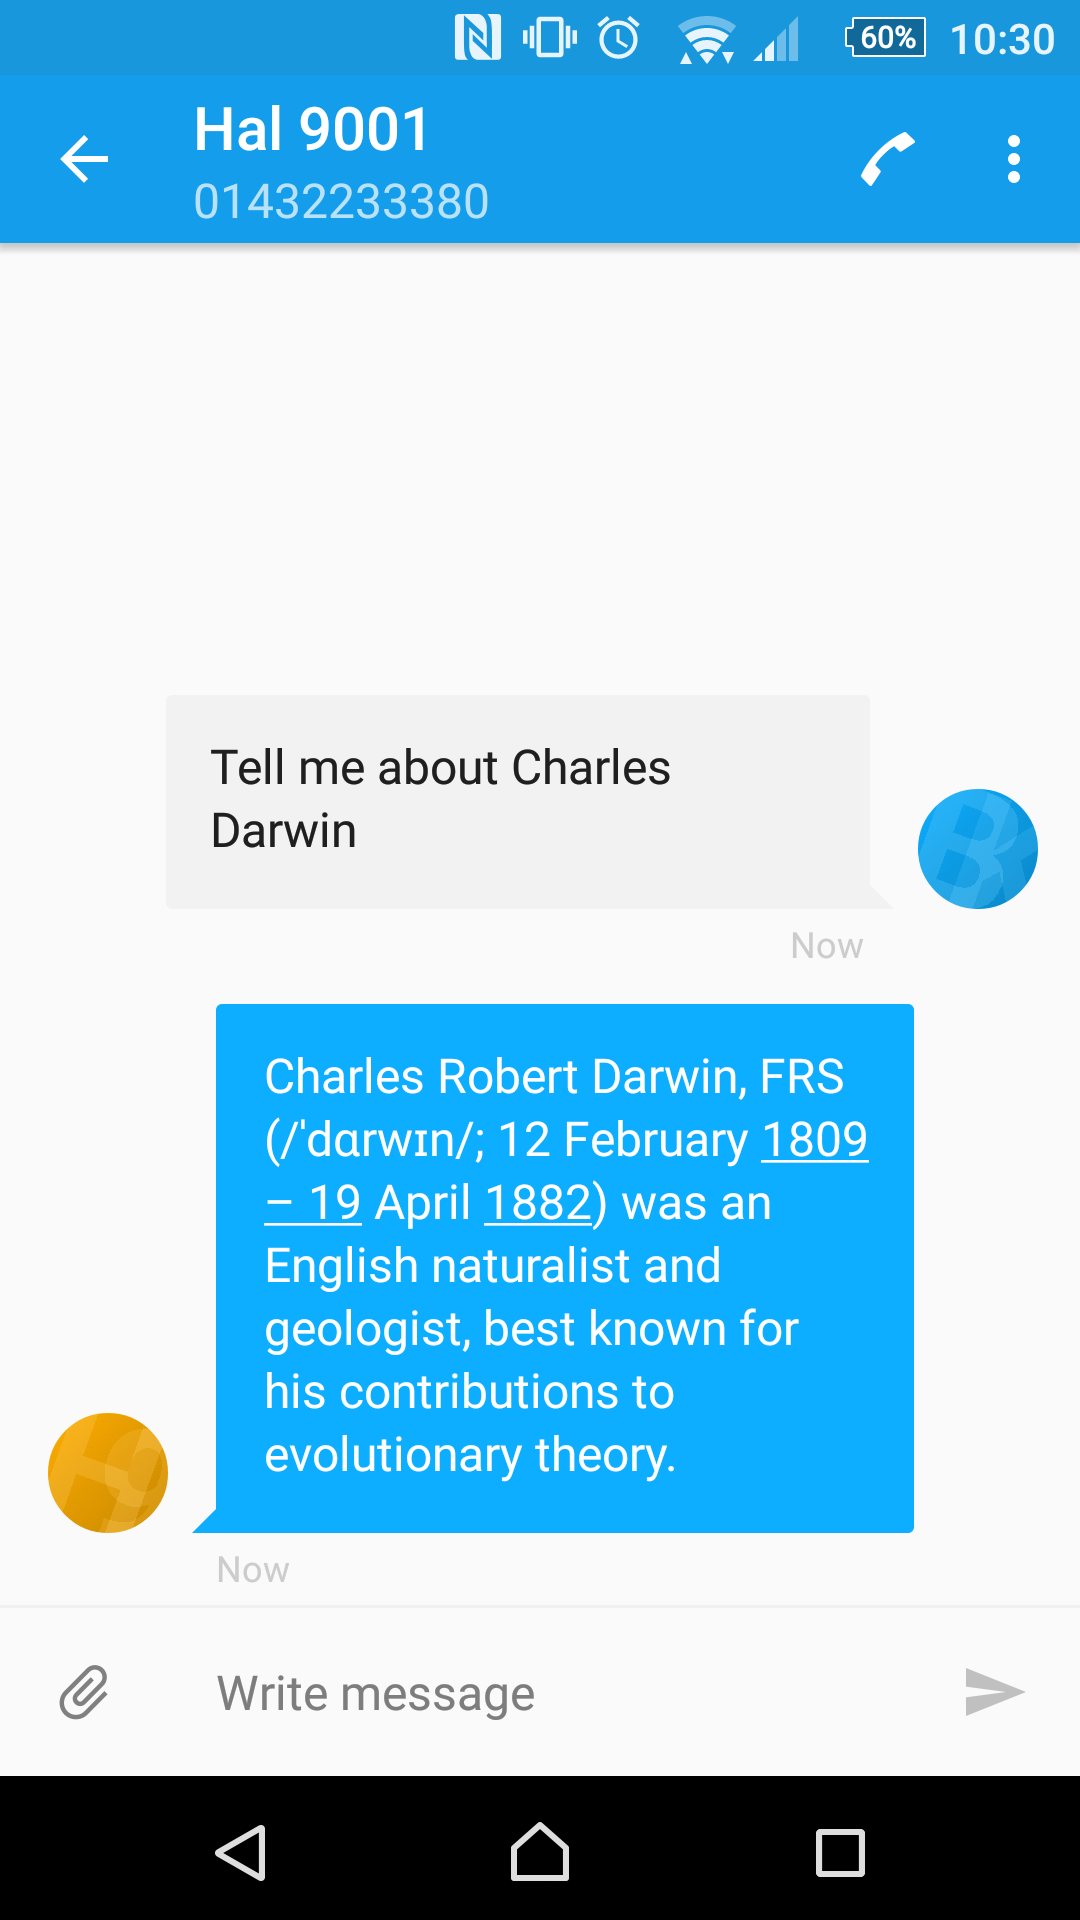 60% 10:30
Hal 9001
01432233380
Tell me about Charles
Darwin
Now
Charles Robert Darwin, FRS
(/ˈdɑrwɪn/; 12 February 1809
– 19 April 1882) was an
English naturalist and
geologist, best known for
his contributions to
evolutionary theory.
Now
Write message